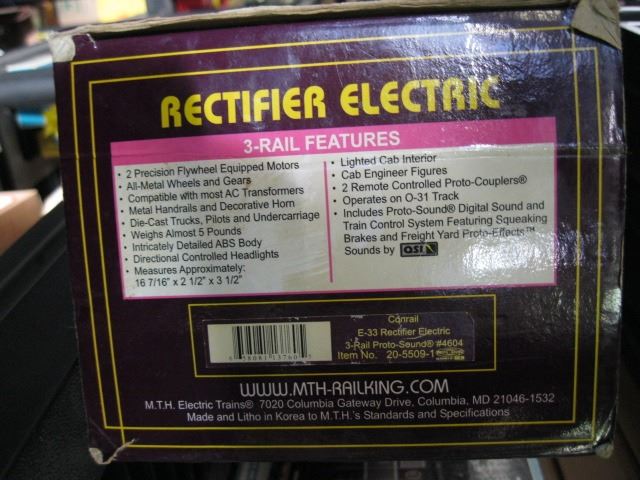 RECTIFIER ELECTRIC
3-RAIL FEATURES
• 2 Precision Flywheel Equipped Motors
• All-Metal Wheels and Gears
• Compatible with most AC Transformers
• Metal Handrails and Decorative Horn
• Die-Cast Trucks, Pilots and Undercarriage
• Weighs Almost 5 Pounds
• Intricately Detailed ABS Body
• Directional Controlled Headlights
• Measures Approximately:
16 7/16" x 2 1/2" x 3 1/2"
• Lighted Cab Interior
• Cab Engineer Figures
• 2 Remote Controlled Proto-Couplers®
• Operates on O-31 Track
• Includes Proto-Sound® Digital Sound and
Train Control System Featuring Squeaking
Brakes and Freight Yard Proto-Effects™
Sounds by QSI
Conrail
E-33 Rectifier Electric
3-Rail Proto-Sound® #4604
Item No. 20-5509-1
6 58081 13760 5
WWW.MTH-RAILKING.COM
M.T.H. Electric Trains® 7020 Columbia Gateway Drive, Columbia, MD 21046-1532
Made and Litho in Korea to M.T.H.'s Standards and Specifications